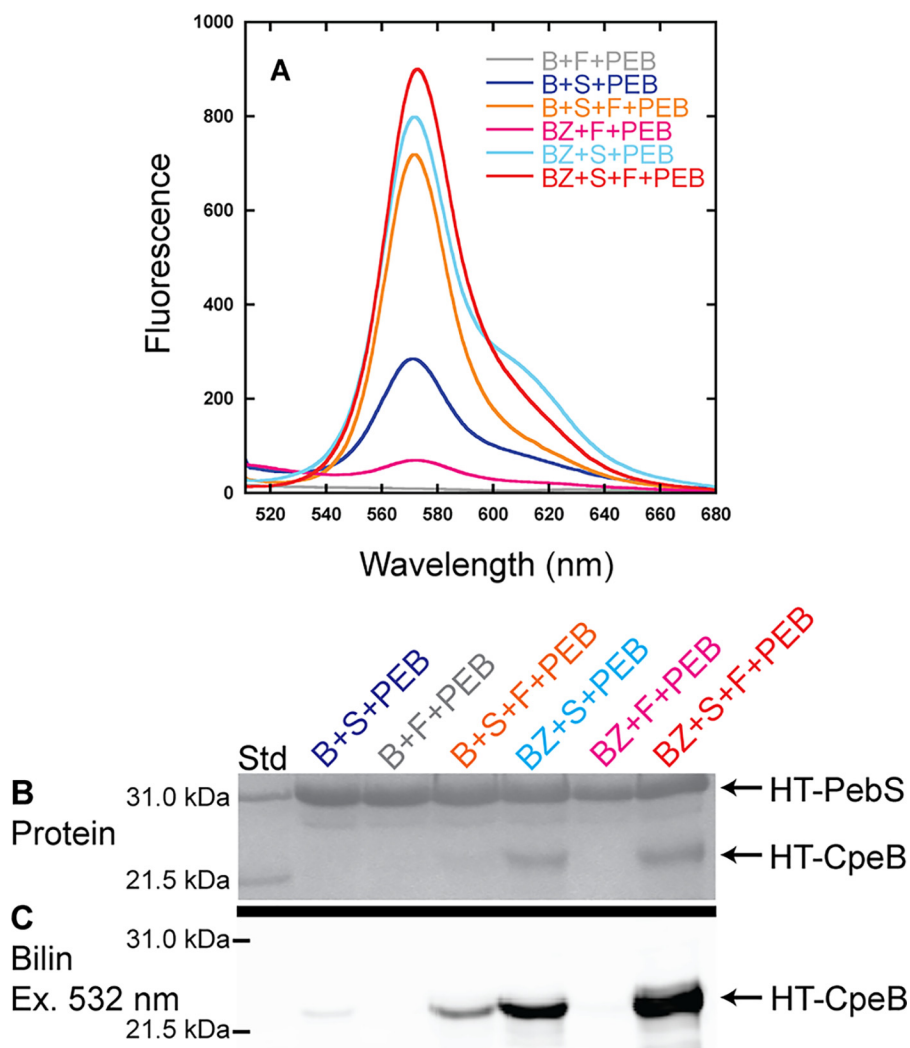 1000
A
B+F+PEB
B+S+PEB
B+S+F+PEB
BZ+F+PEB
BZ+S+PEB
BZ+S+F+PEB
800
600
400
200
0
Fluorescence
520 540 560 580 600 620 640 660 680
Wavelength (nm)
Std B+S+PEB B+F+PEB B+S+F+PEB BZ+S+PEB BZ+F+PEB BZ+S+F+PEB
B
Protein
31.0 kDa
HT-PebS
HT-CpeB
21.5 kDa
C
Bilin
Ex. 532 nm
31.0 kDa
HT-CpeB
21.5 kDa